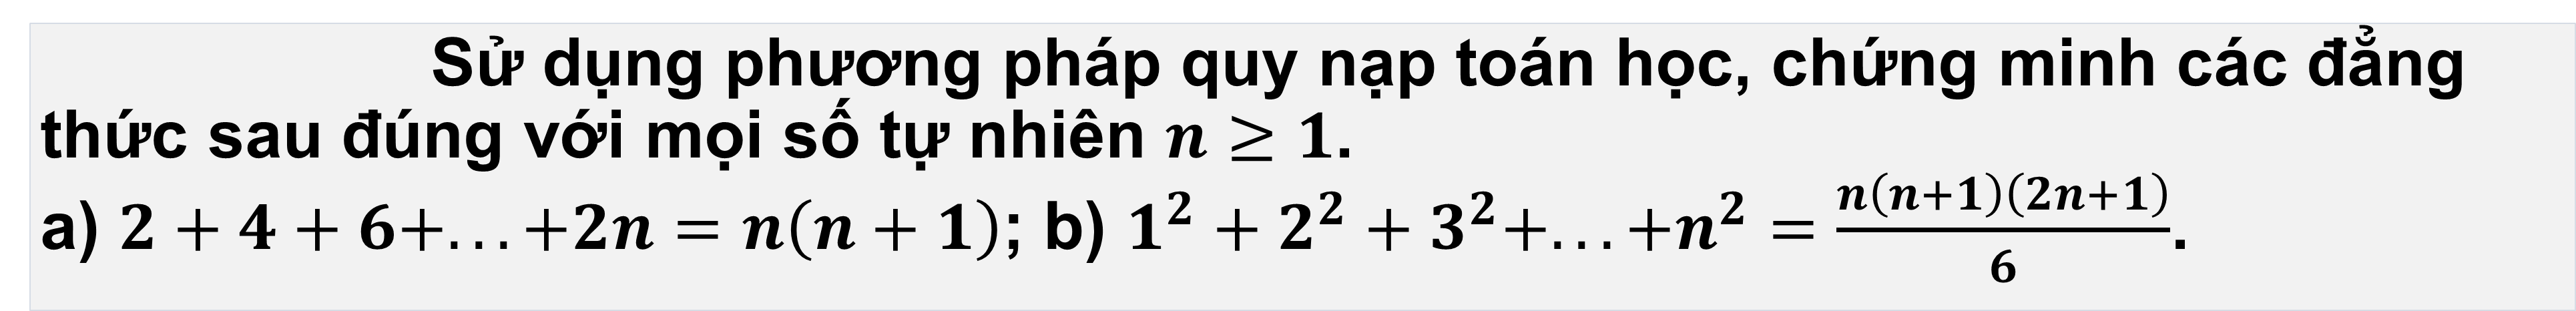 Sử dụng phương pháp quy nạp toán học, chứng minh các đẳng
thức sau đúng với mọi số tự nhiên n ≥ 1.
a) 2 + 4 + 6+...+2n = n(n + 1); b) 1² + 2² + 3²+...+n² = n(n+1)(2n+1)/6.